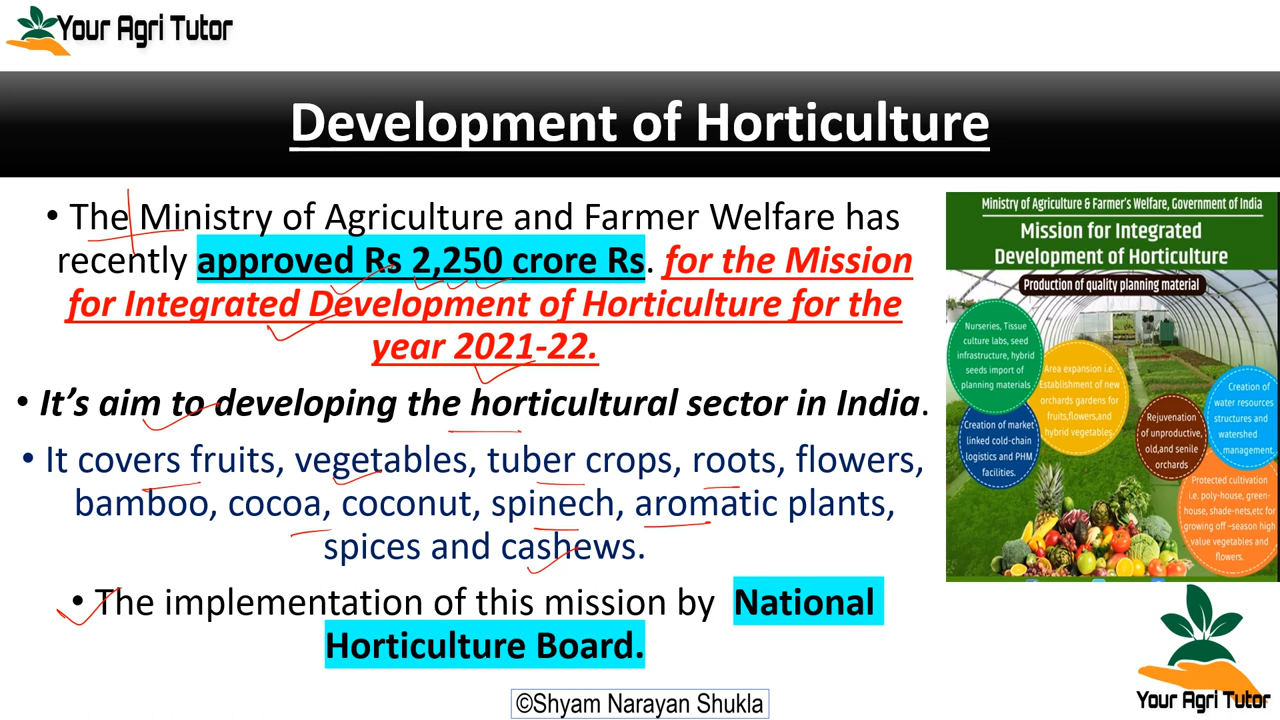 Your Agri Tutor
Development of Horticulture
• The Ministry of Agriculture and Farmer Welfare has
recently approved Rs 2,250 crore Rs. for the Mission
for Integrated Development of Horticulture for the
year 2021-22.
• It's aim to developing the horticultural sector in India.
• It covers fruits, vegetables, tuber crops, roots, flowers,
bamboo, cocoa, coconut, spinech, aromatic plants,
spices and cashews.
• The implementation of this mission by National
Horticulture Board.
©Shyam Narayan Shukla
Ministry of Agriculture & Farmer's Welfare, Government of India
Mission for Integrated
Development of Horticulture
Production of quality planning material
Nurseries, Tissue
culture labs, seed
infrastructure, hybrid
seeds import of
planting materials
Area expansion i.e.
Establishment of new
orchards gardens for
fruits,flowers,and
hybrid vegetables.
Creation of market
linked cold-chain
logistics and PHM
facilities.
Rejuvenation
of unproductive,
old,and senile
orchards
Creation of
water resources
structures and
watershed
management.
Protected cultivation
i.e. poly-house, green-
house, shade-nets,etc for
growing off –season high
value vegetables and
flowers.
Your Agri Tutor